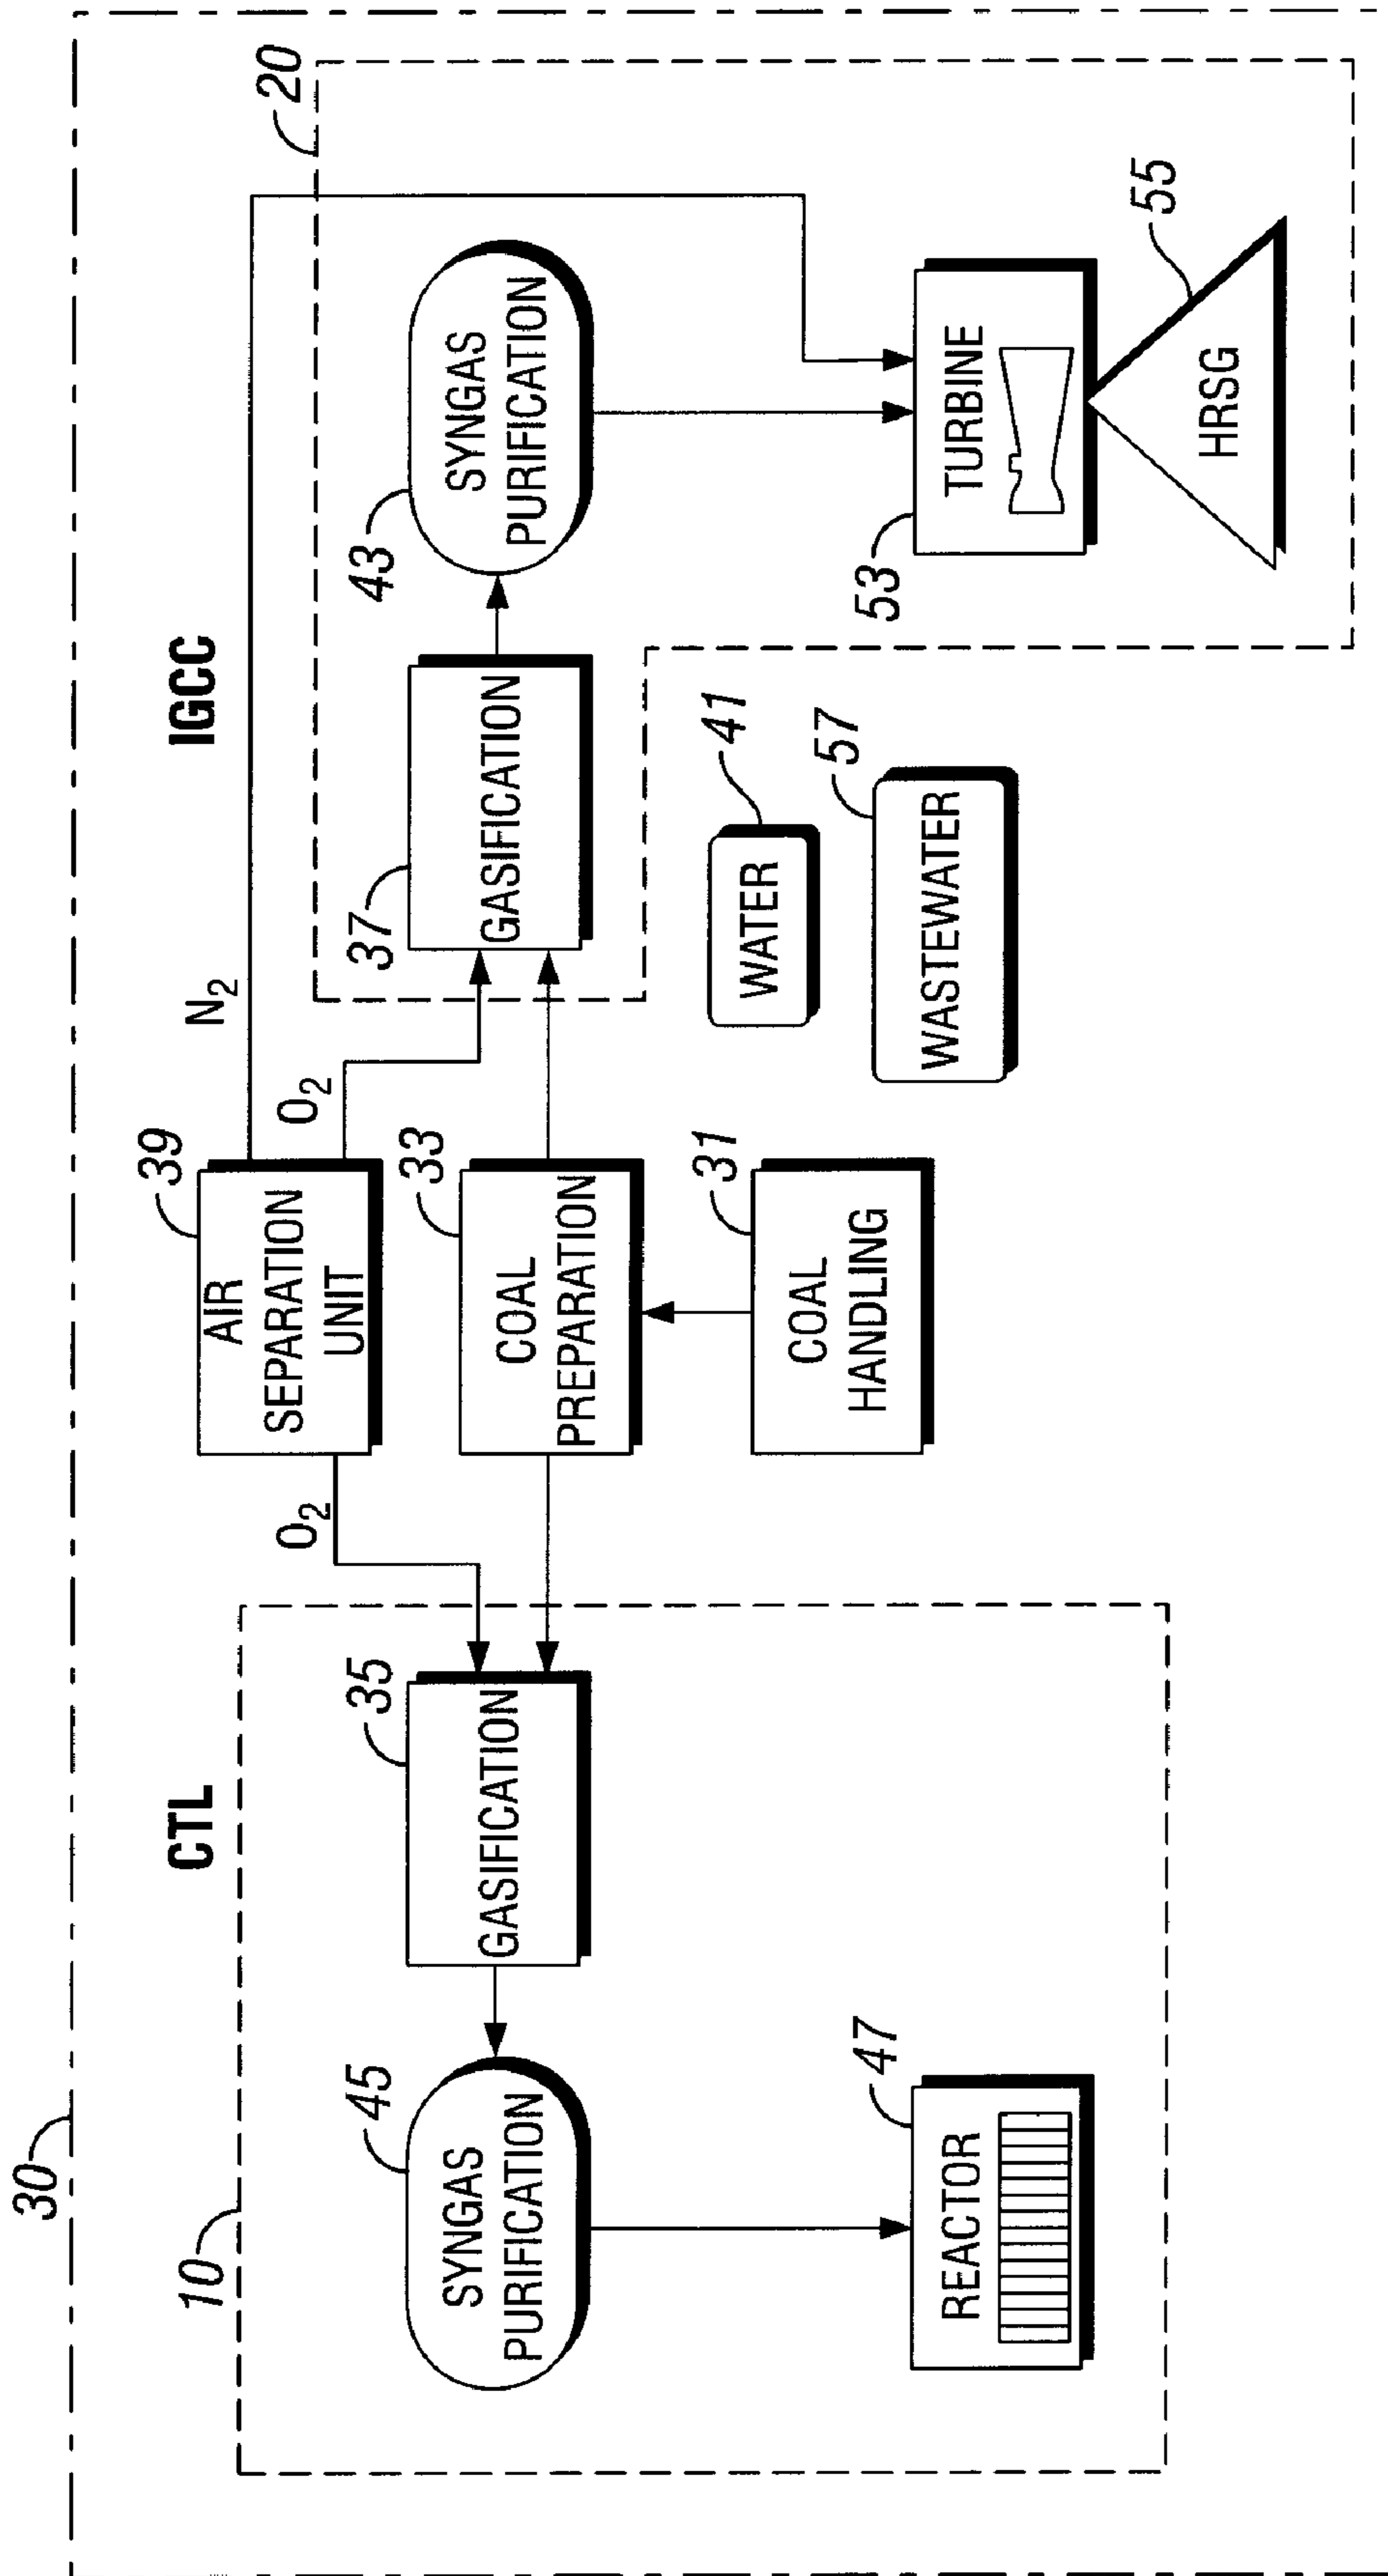 30
10
CTL
IGCC
20
39
AIR
SEPARATION
UNIT
O₂
O₂
N₂
45
SYNGAS
PURIFICATION
35
GASIFICATION
33
COAL
PREPARATION
37
GASIFICATION
43
SYNGAS
PURIFICATION
31
COAL
HANDLING
41
WATER
57
WASTEWATER
47
REACTOR
53
TURBINE
55
HRSG